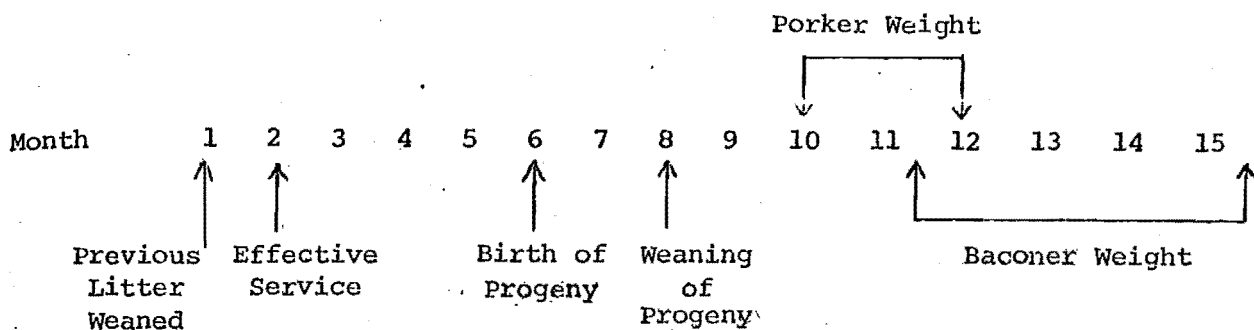 Porker Weight
Month 1 2 3 4 5 6 7 8 9 10 11 12 13 14 15
Previous Litter Weaned
Effective Service
Birth of Progeny
Weaning of Progeny
Baconer Weight